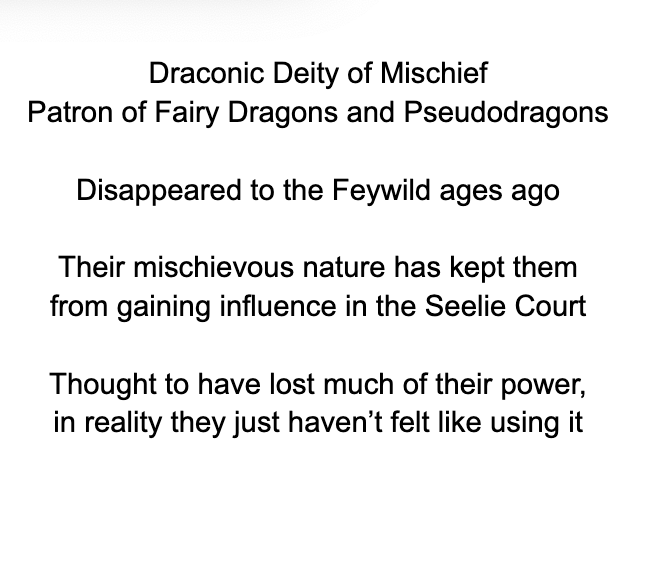 Draconic Deity of Mischief
Patron of Fairy Dragons and Pseudodragons
Disappeared to the Feywild ages ago
Their mischievous nature has kept them
from gaining influence in the Seelie Court
Thought to have lost much of their power,
in reality they just haven’t felt like using it